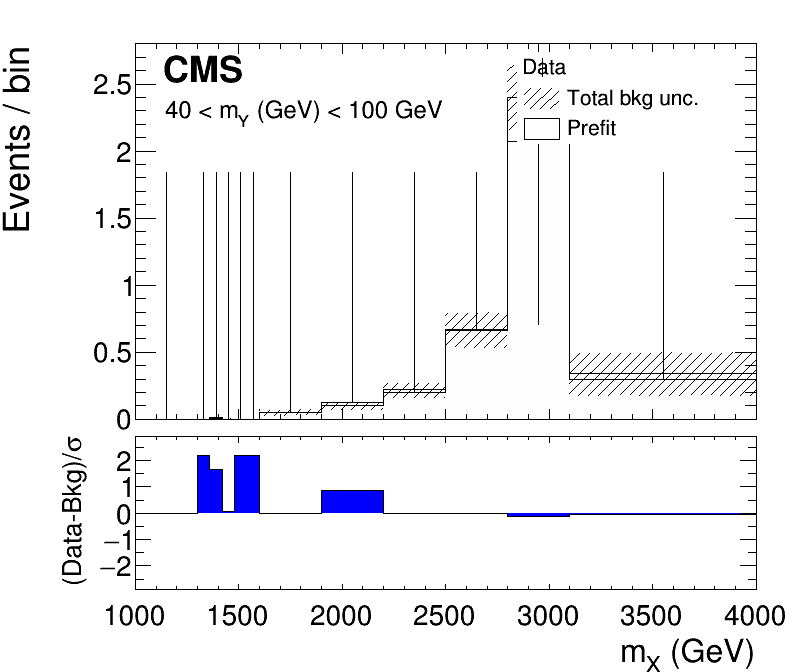 CMS
40 < mY (GeV) < 100 GeV
Data
Total bkg unc.
Prefit
Events / bin
2.5
2
1.5
1
0.5
0
(Data-Bkg)/σ
2
1
0
−1
−2
1000 1500 2000 2500 3000 3500 4000
mX (GeV)